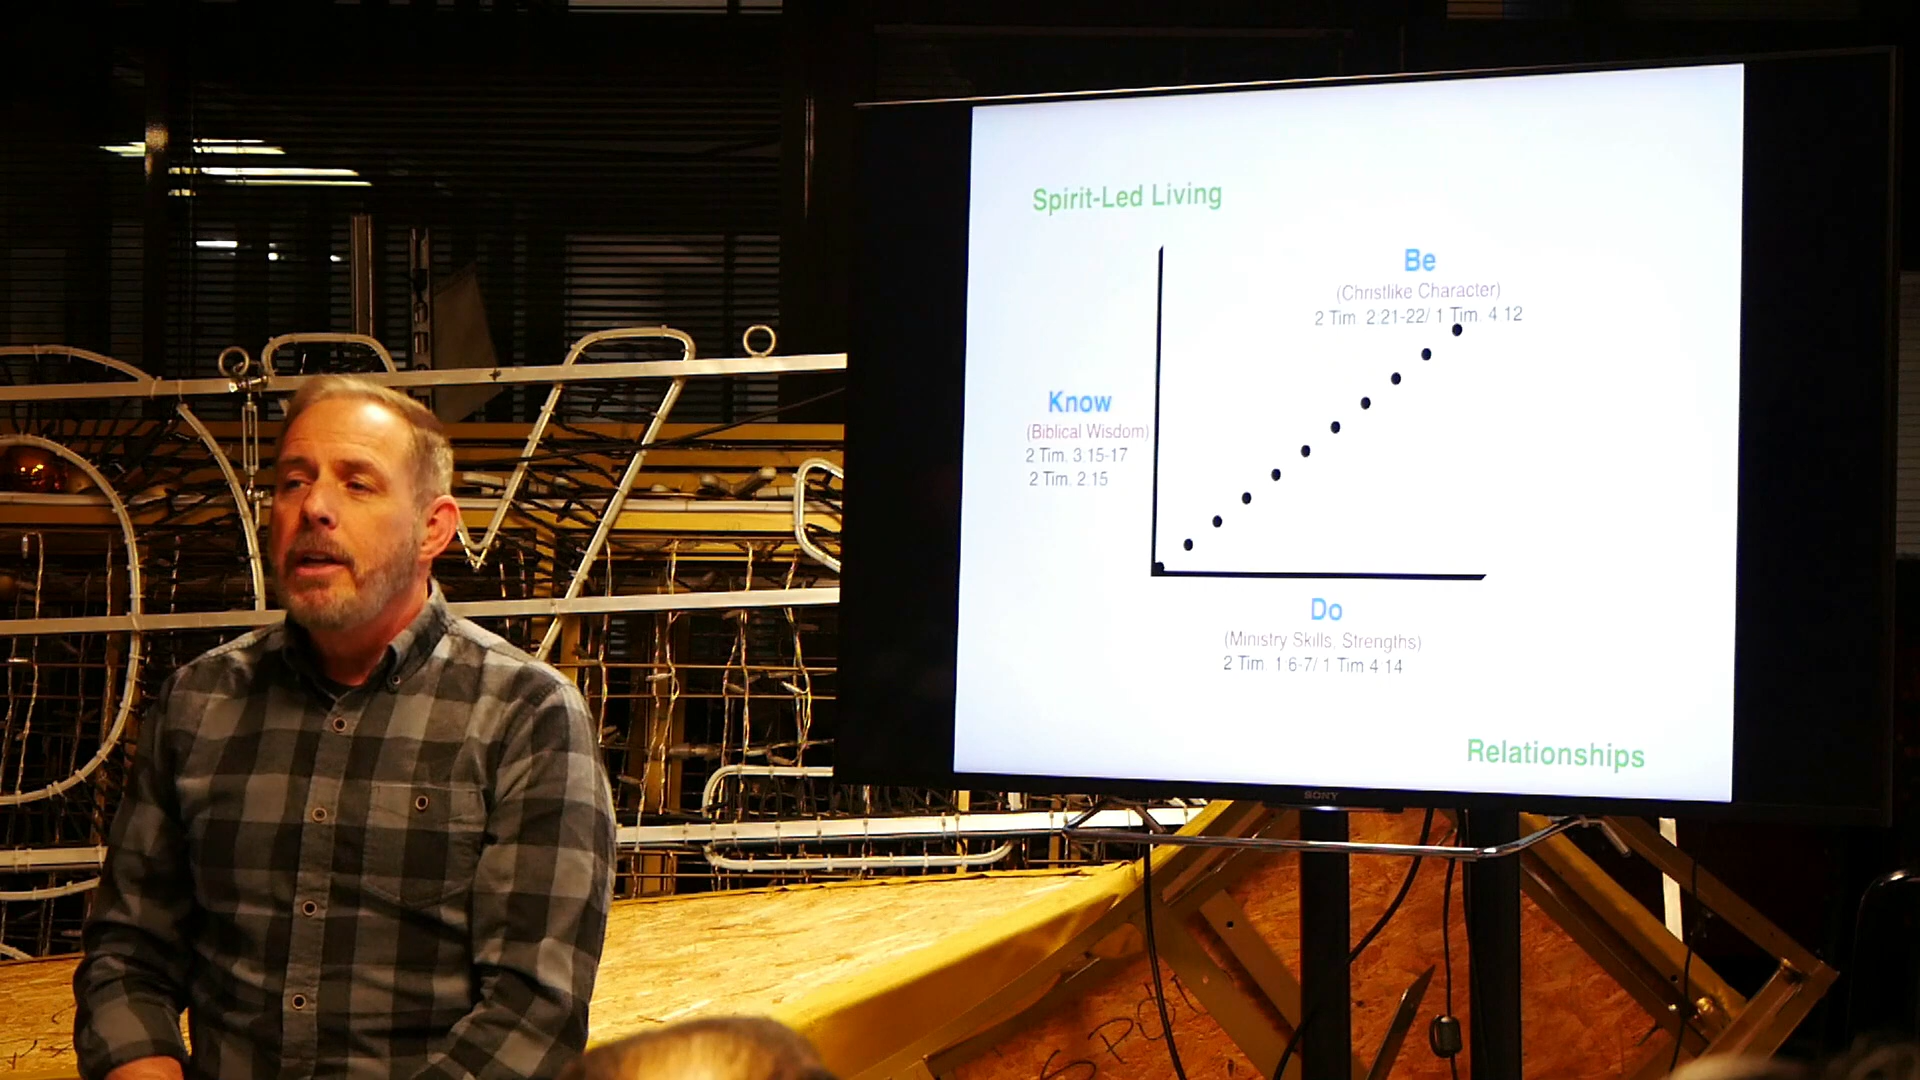 Spirit-Led Living
Be
(Christlike Character)
2 Tim. 2.21-22/ 1 Tim. 4.12
Know
(Biblical Wisdom)
2 Tim. 3.15-17
2 Tim. 2.15
Do
(Ministry Skills, Strengths)
2 Tim. 1.6-7/ 1 Tim 4.14
Relationships
SONY